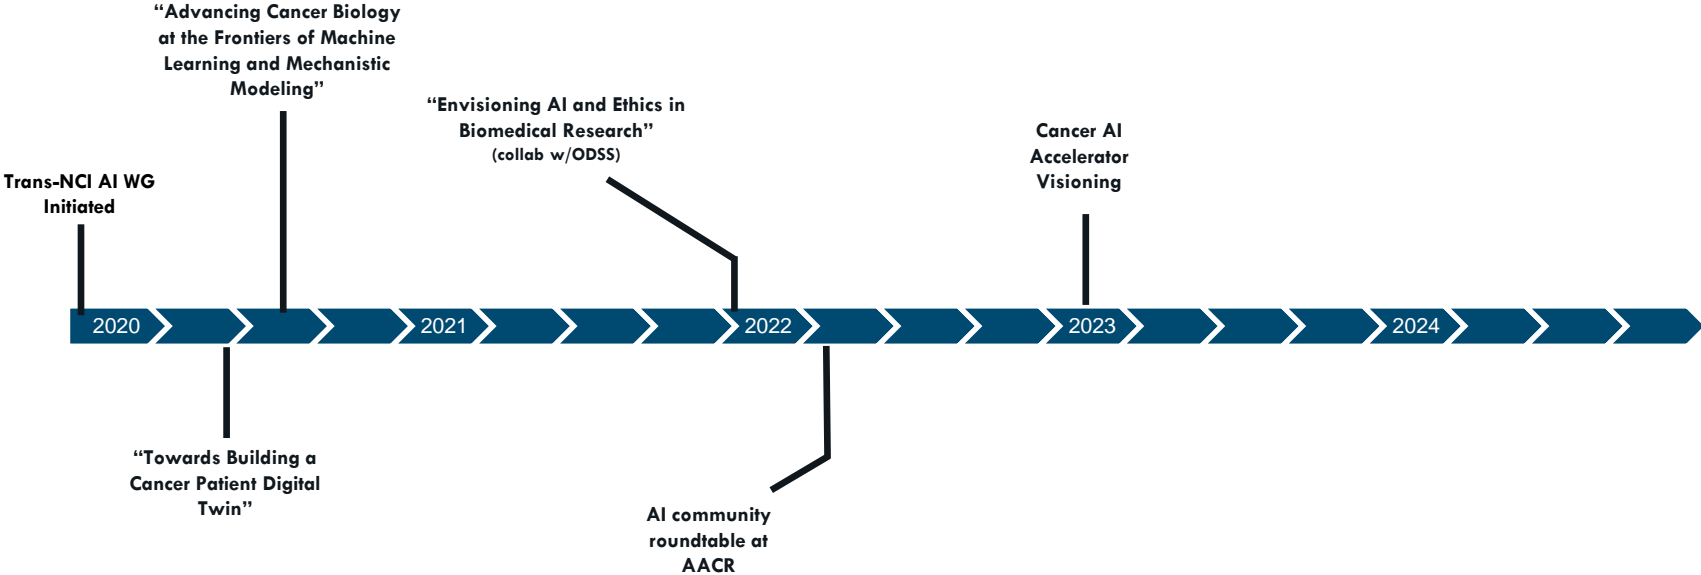 “Advancing Cancer Biology
at the Frontiers of Machine
Learning and Mechanistic
Modeling”
“Envisioning AI and Ethics in
Biomedical Research”
(collab w/ODSS)
Cancer AI
Accelerator
Visioning
Trans-NCI AI WG
Initiated
2020
2021
2022
2023
2024
“Towards Building a
Cancer Patient Digital
Twin”
AI community
roundtable at
AACR